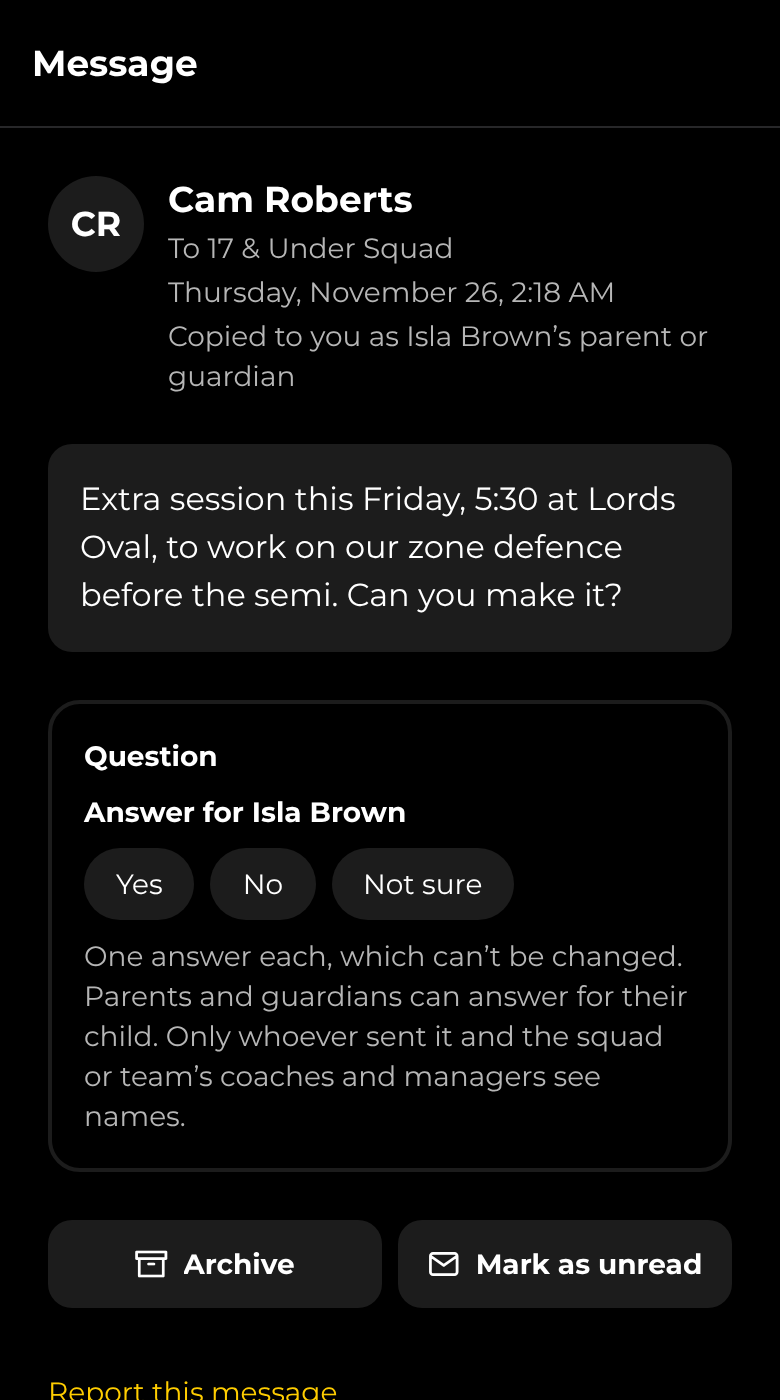 Message
CR
Cam Roberts
To 17 & Under Squad
Thursday, November 26, 2:18 AM
Copied to you as Isla Brown’s parent or
guardian
Extra session this Friday, 5:30 at Lords
Oval, to work on our zone defence
before the semi. Can you make it?
Question
Answer for Isla Brown
Yes
No
Not sure
One answer each, which can’t be changed.
Parents and guardians can answer for their
child. Only whoever sent it and the squad
or team’s coaches and managers see
names.
Archive
Mark as unread
Report this message